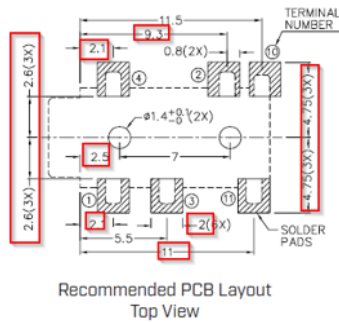 11.5
TERMINAL
NUMBER
9.3
2.1
0.8(2X)
10
2.6(3X)
4
2
4.75(3X)
ø1.4+0.1-0(2X)
2.5
7
2.6(3X)
4.75(3X)
1
3
11
2.1
2(6X)
SOLDER
PADS
5.5
11
Recommended PCB Layout
Top View